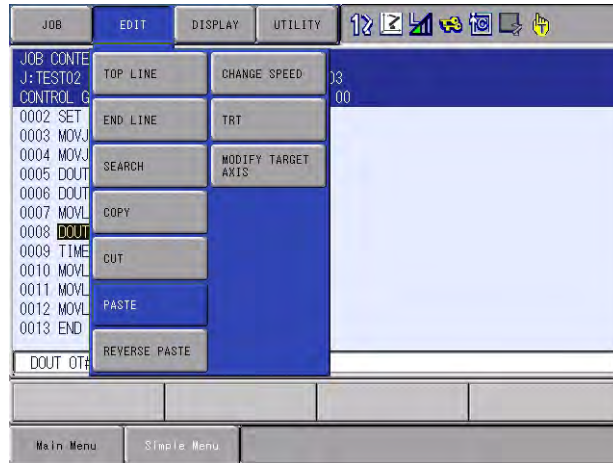 JOB EDIT DISPLAY UTILITY
JOB CONTE
J:TEST02 03
CONTROL G 00
0002 SET
0003 MOVJ
0004 MOVJ
0005 DOUT
0006 DOUT
0007 MOVL
0008 DOUT
0009 TIME
0010 MOVL
0011 MOVL
0012 MOVL
0013 END
DOUT OT#
TOP LINE
END LINE
SEARCH
COPY
CUT
PASTE
REVERSE PASTE
CHANGE SPEED
TRT
MODIFY TARGET
AXIS
Main Menu Simple Menu